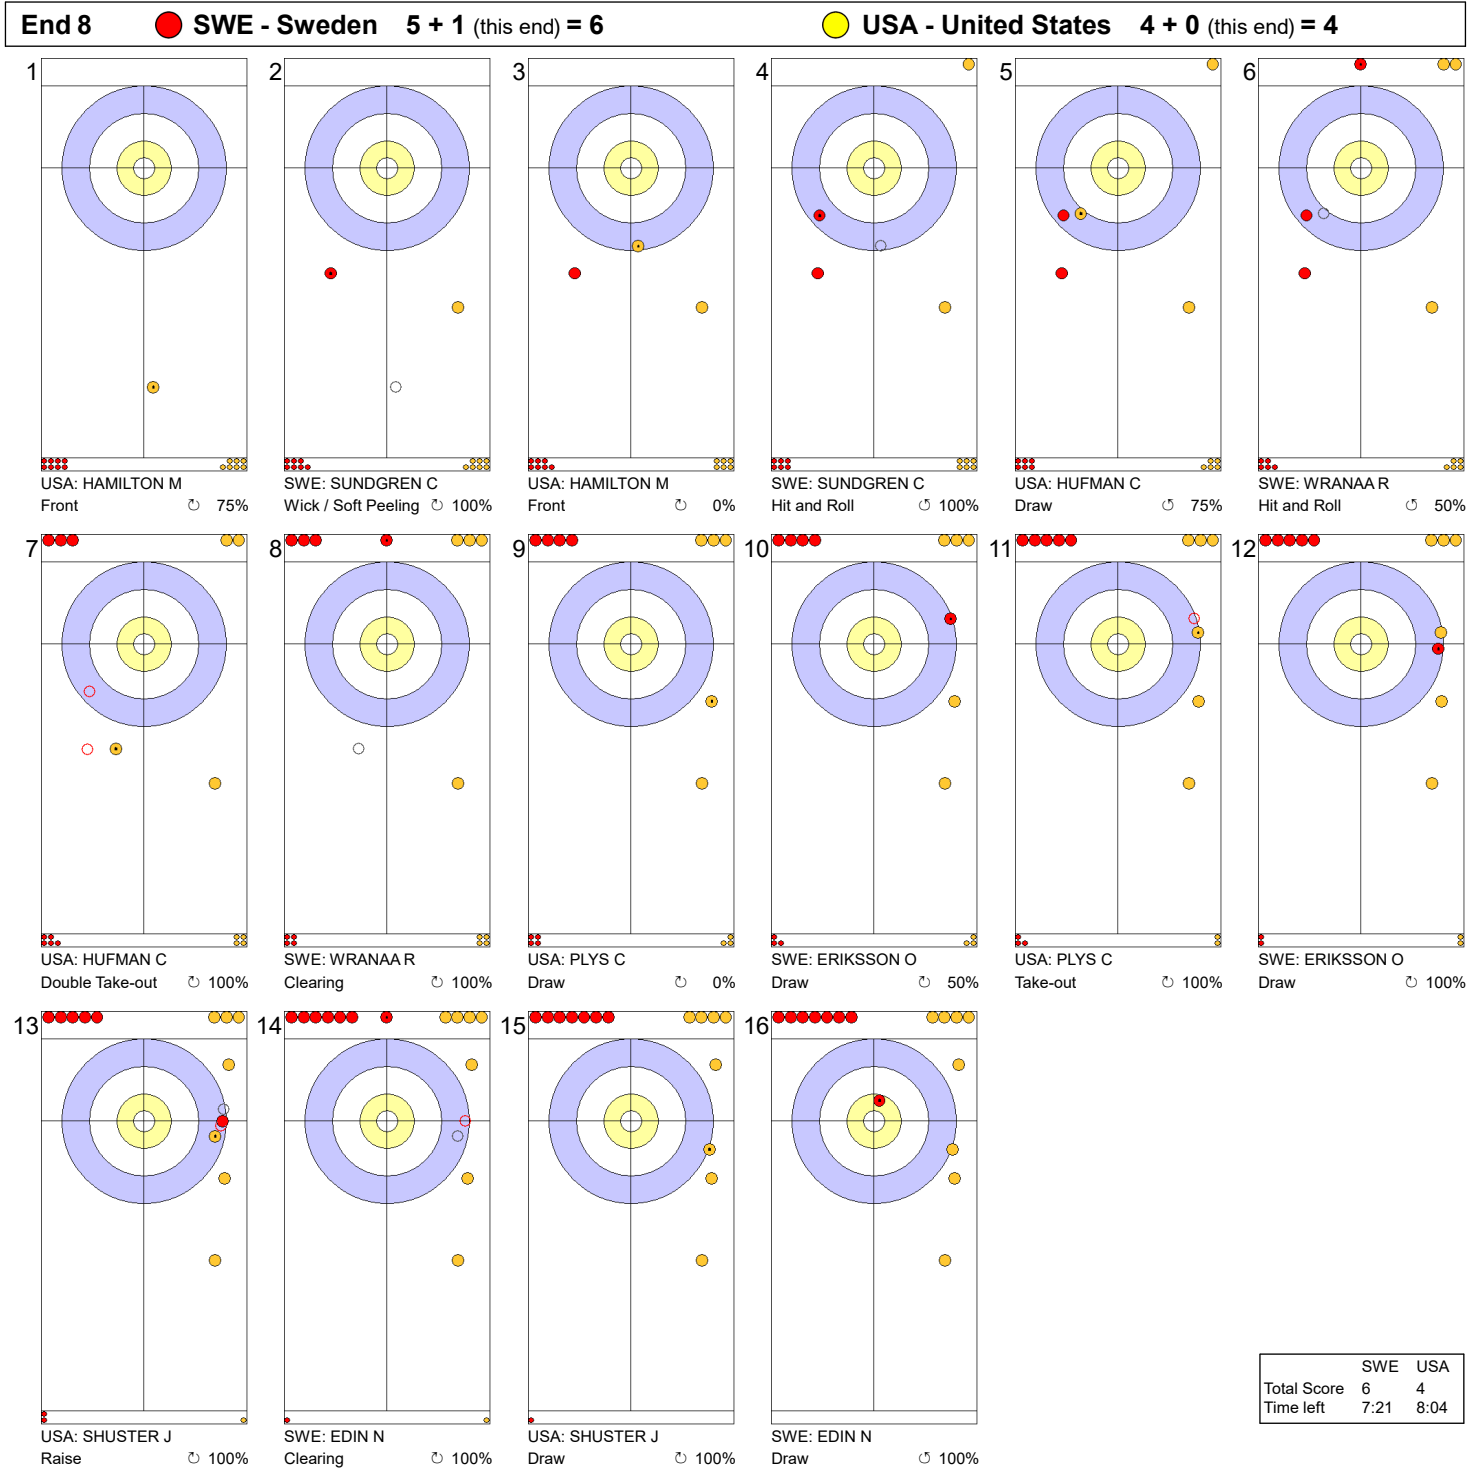 End 8 SWE - Sweden 5 + 1 (this end) = 6 USA - United States 4 + 0 (this end) = 4
1 2 3 4 5 6
USA: HAMILTON M SWE: SUNDGREN C USA: HAMILTON M SWE: SUNDGREN C USA: HUFMAN C SWE: WRANAA R
Front 75% Wick / Soft Peeling 100% Front 0% Hit and Roll 100% Draw 75% Hit and Roll 50%
7 8 9 10 11 12
USA: HUFMAN C SWE: WRANAA R USA: PLYS C SWE: ERIKSSON O USA: PLYS C SWE: ERIKSSON O
Double Take-out 100% Clearing 100% Draw 0% Draw 50% Take-out 100% Draw 100%
13 14 15 16
USA: SHUSTER J SWE: EDIN N USA: SHUSTER J SWE: EDIN N
Raise 100% Clearing 100% Draw 100% Draw 100%
SWE USA
Total Score 6 4
Time left 7:21 8:04